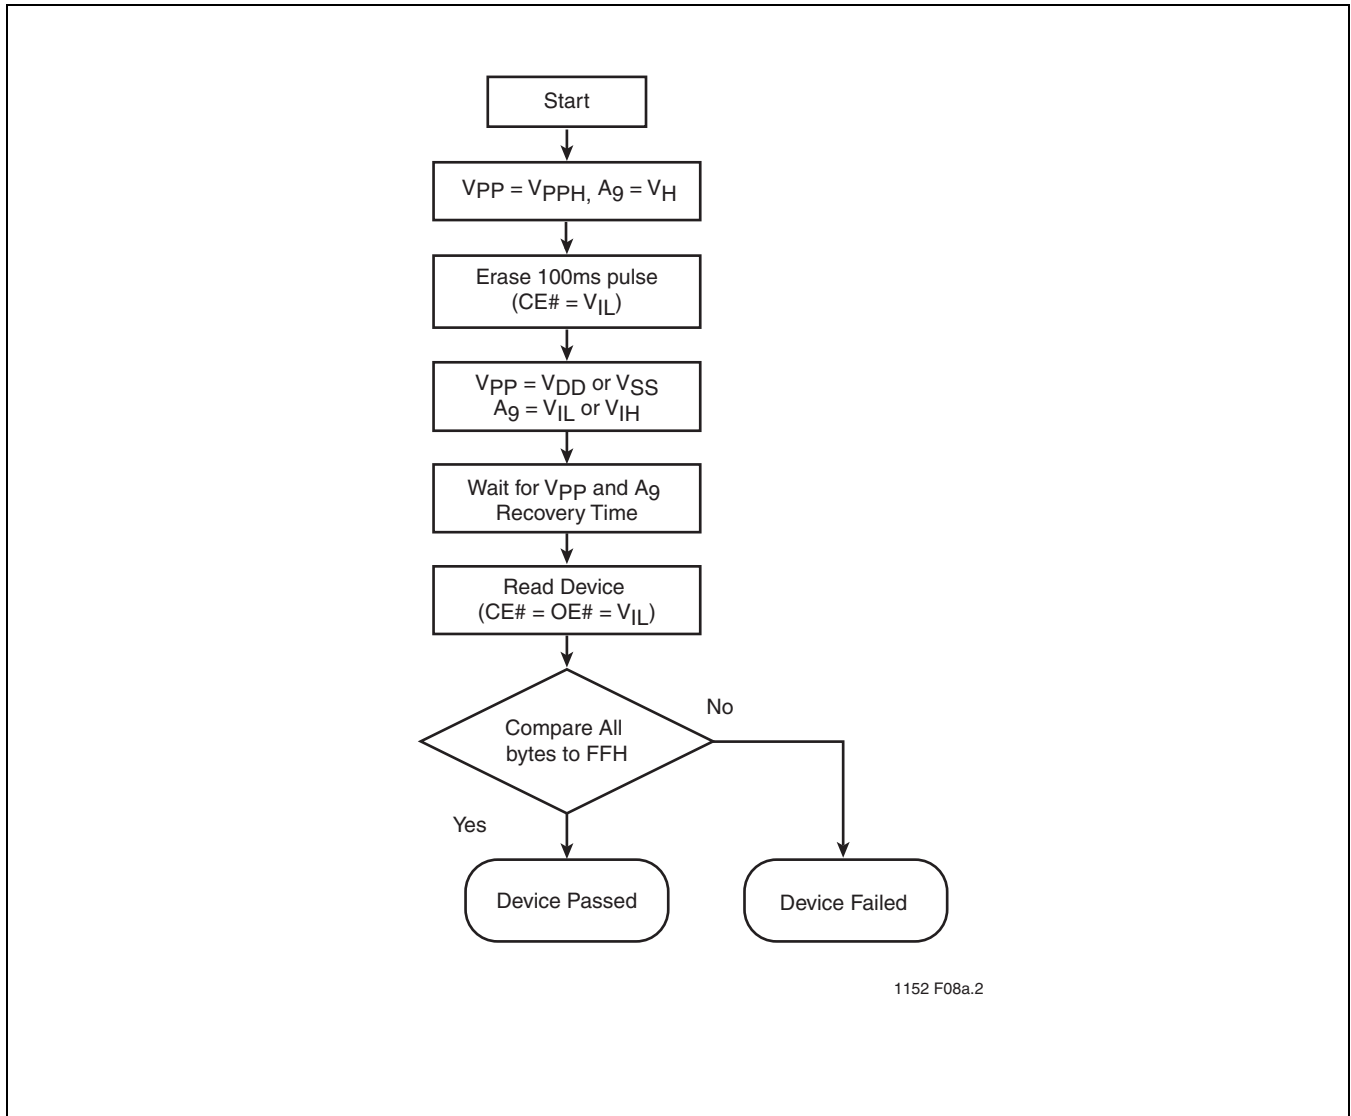 Start
VPP = VPPH, A9 = VH
Erase 100ms pulse
(CE# = VIL)
VPP = VDD or VSS
A9 = VIL or VIH
Wait for VPP and A9
Recovery Time
Read Device
(CE# = OE# = VIL)
Compare All
bytes to FFH
No
Yes
Device Passed
Device Failed
1152 F08a.2